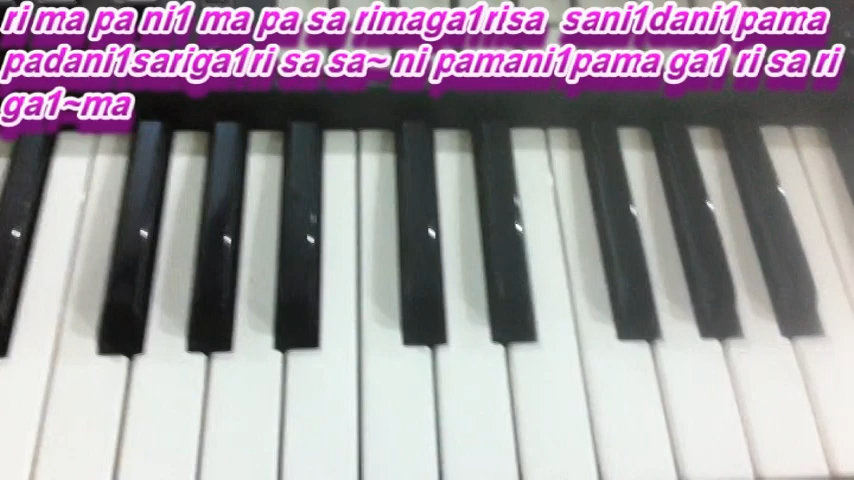 ri ma pa ni1 ma pa sa rimaga1risa sani1dani1pama
padani1sariga1ri sa sa~ ni pamani1pama ga1 ri sa ri
ga1~ma